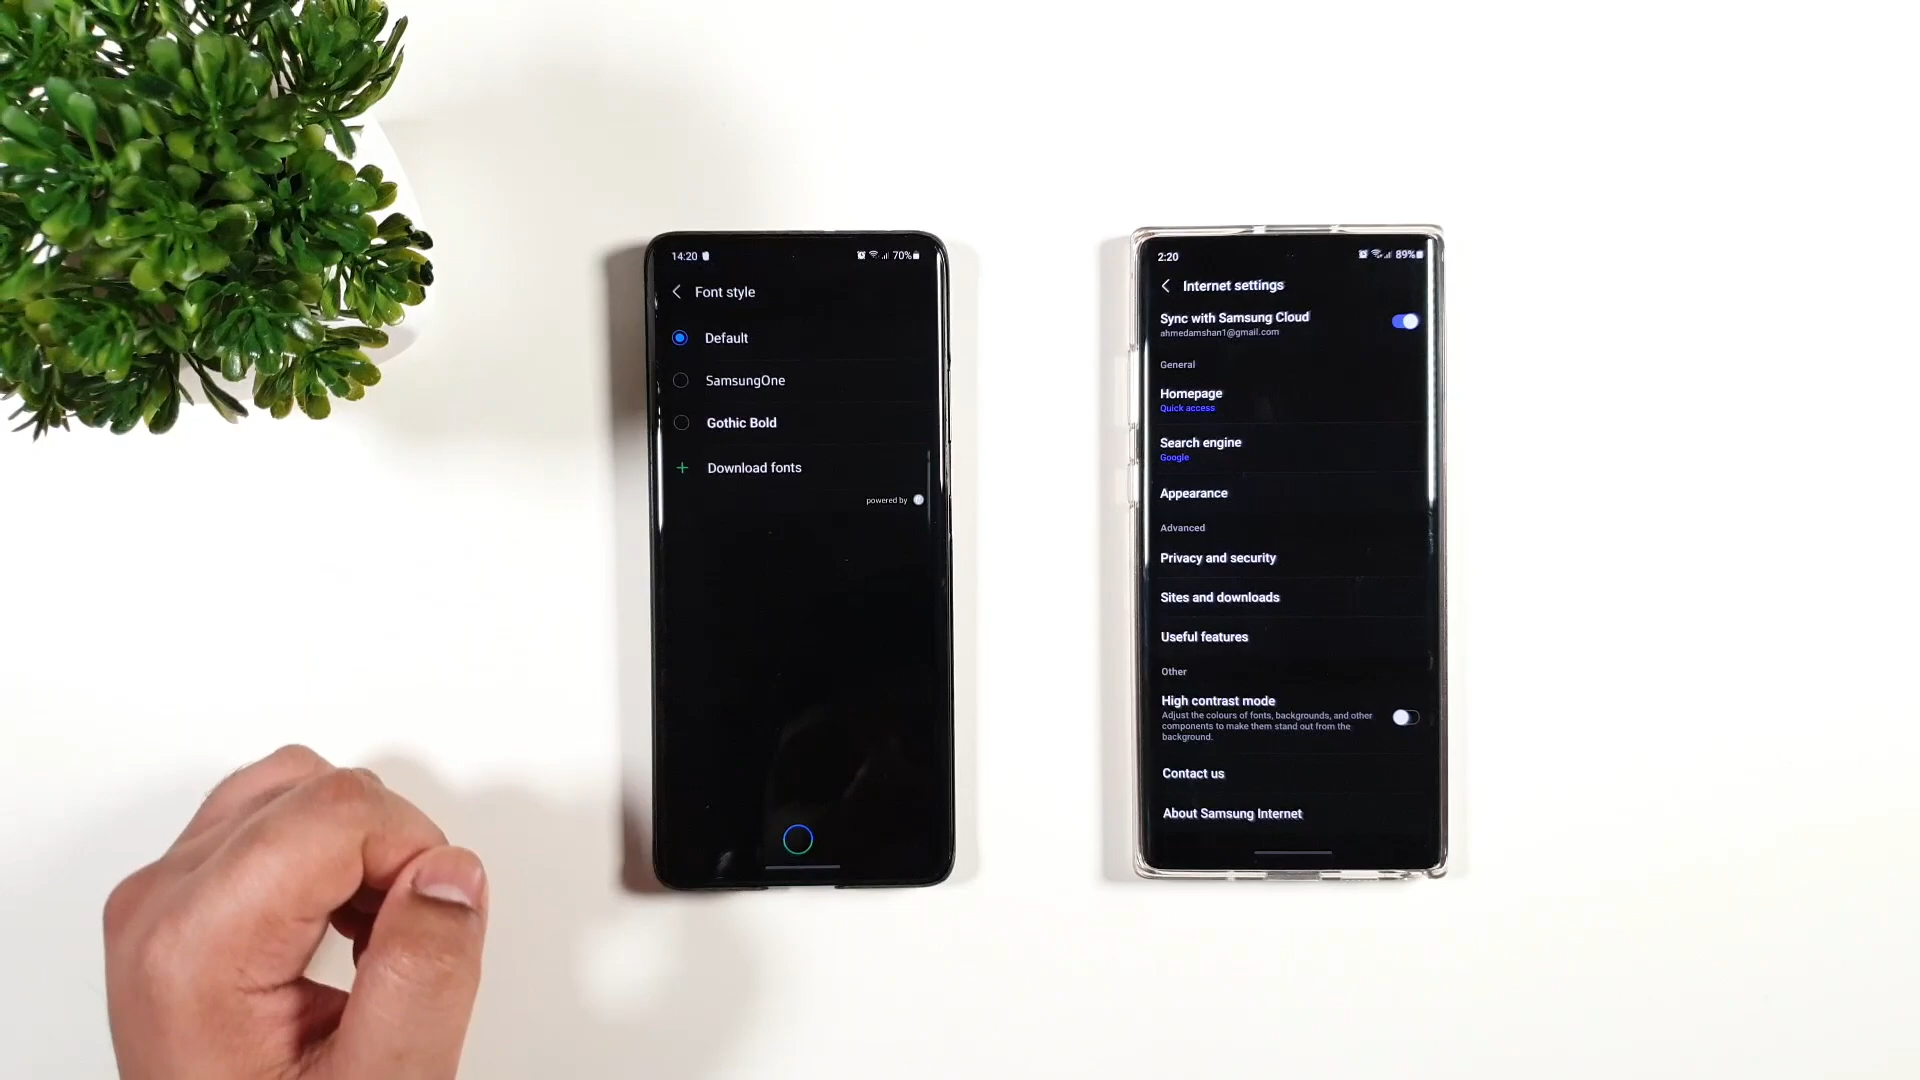 14:20
70%
Font style
Default
SamsungOne
Gothic Bold
Download fonts
powered by
2:20
89%
Internet settings
Sync with Samsung Cloud
ahmedamshan1@gmail.com
General
Homepage
Quick access
Search engine
Google
Appearance
Advanced
Privacy and security
Sites and downloads
Useful features
Other
High contrast mode
Adjust the colours of fonts, backgrounds, and other
components to make them stand out from the
background.
Contact us
About Samsung Internet